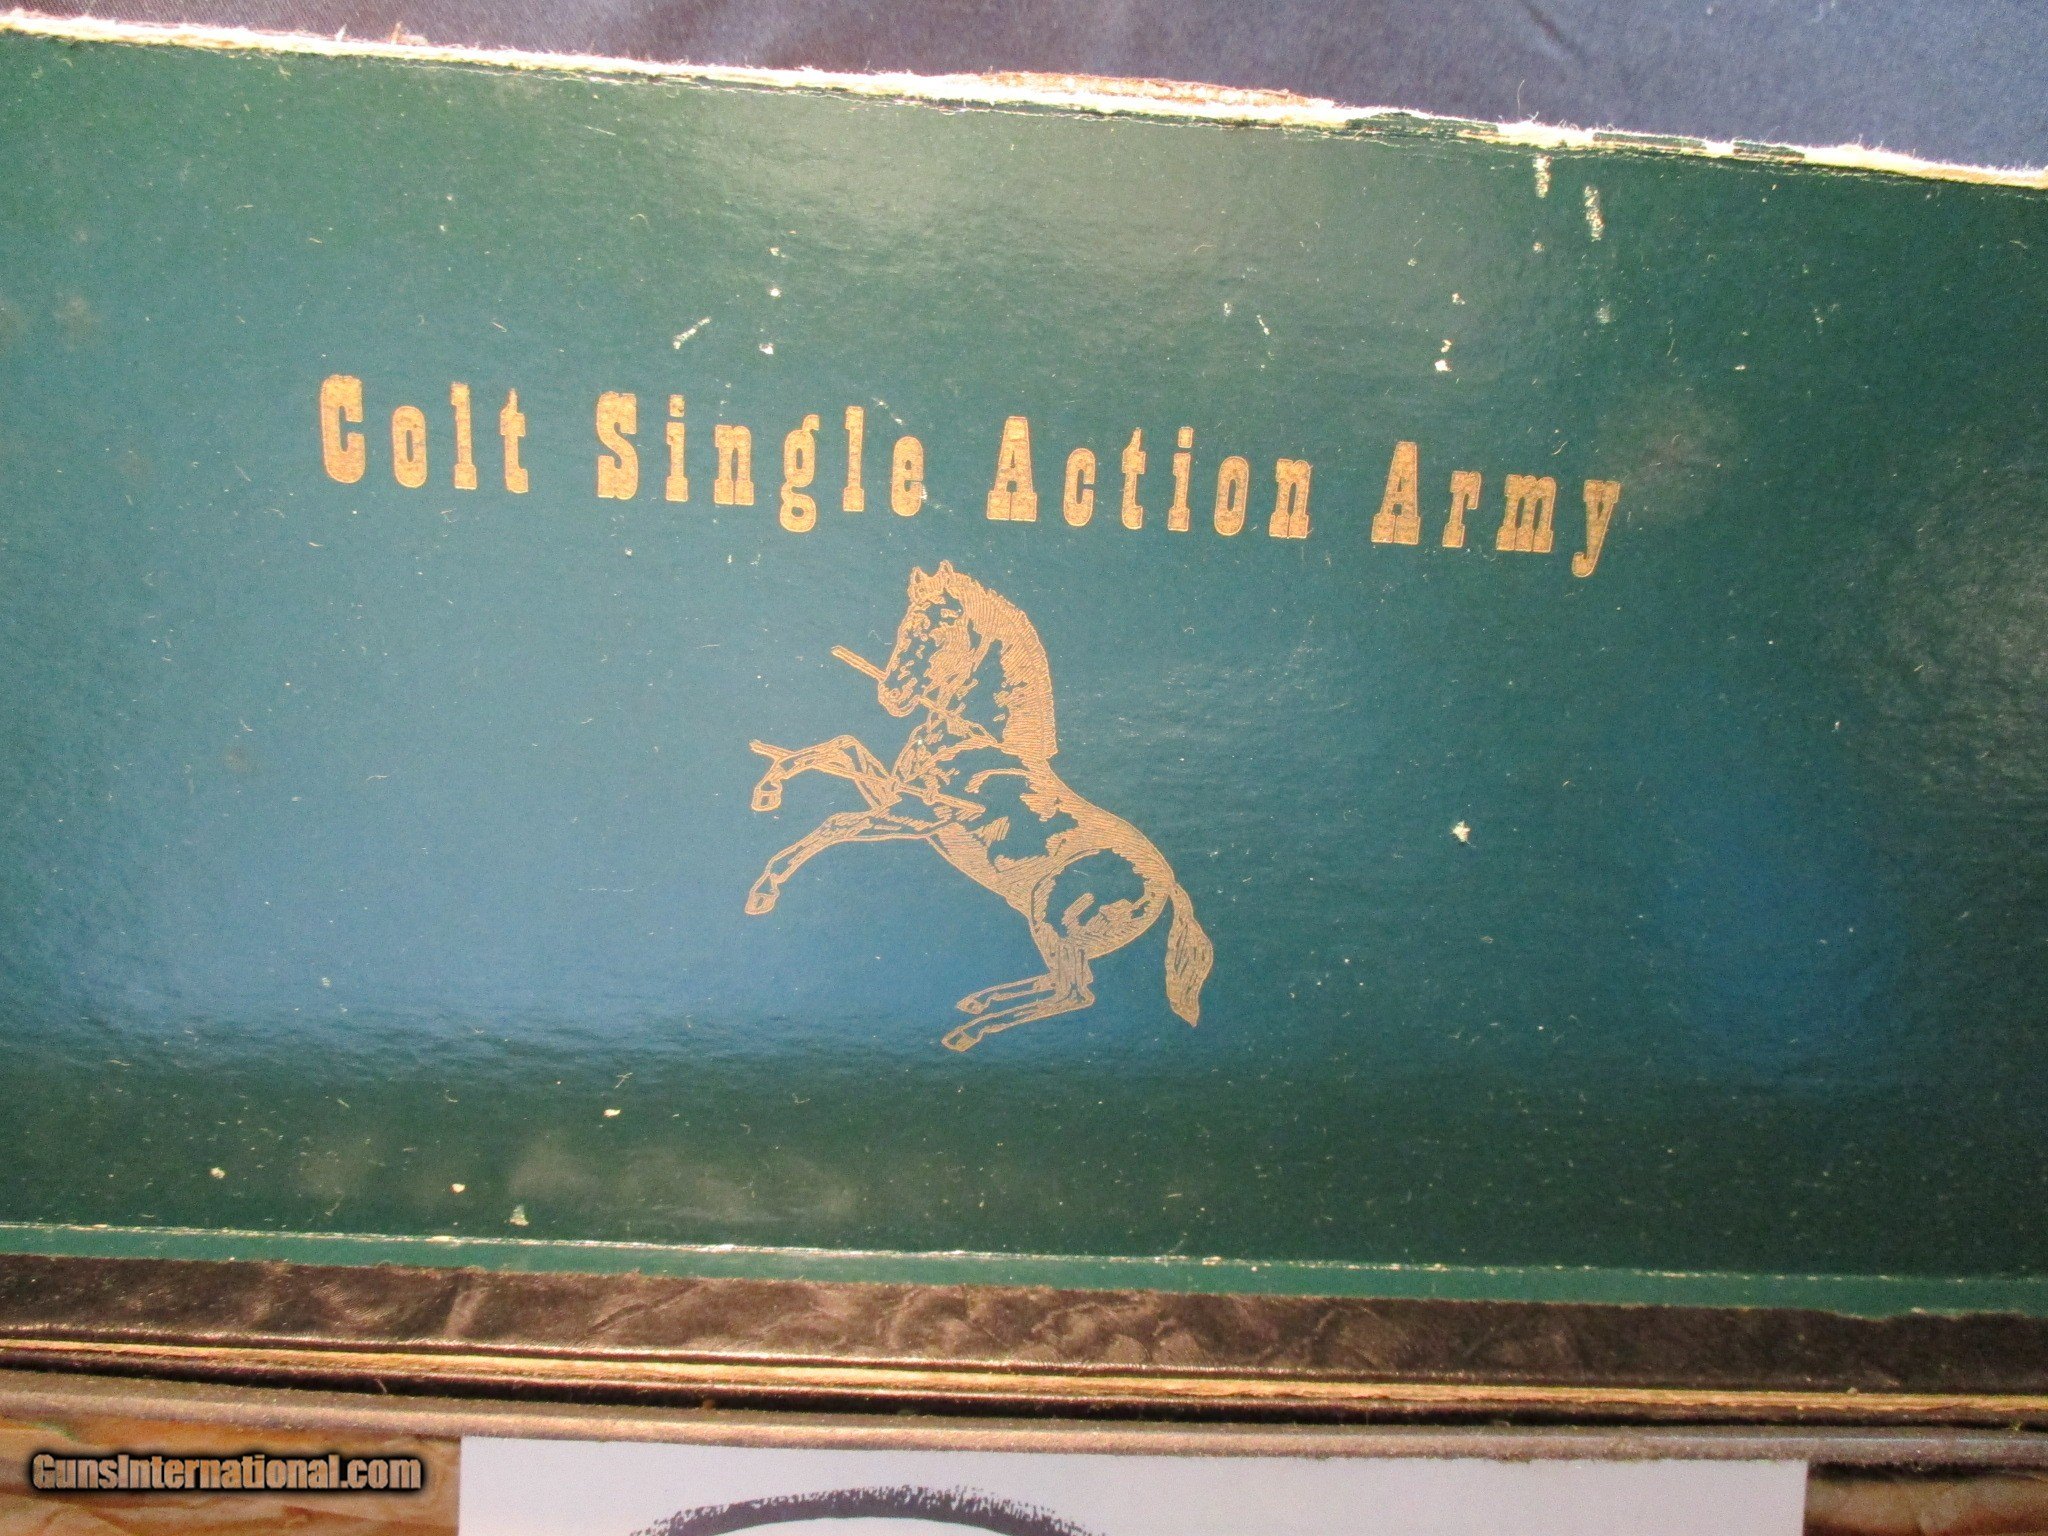 Colt Single Action Army
GunsInternational.com